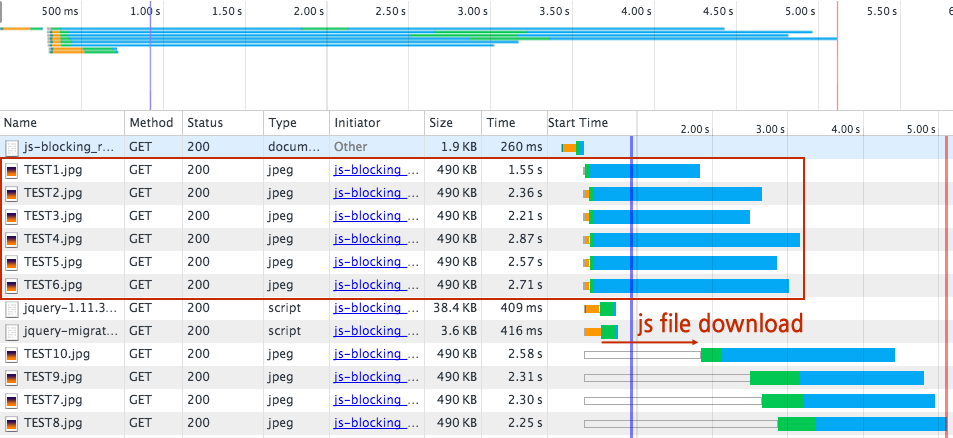 500 ms 1.00 s 1.50 s 2.00 s 2.50 s 3.00 s 3.50 s 4.00 s 4.50 s 5.00 s 5.50 s 6
Name Method Status Type Initiator Size Time Start Time 2.00 s 3.00 s 4.00 s 5.00 s
js-blocking_r... GET 200 docum... Other 1.9 KB 260 ms
TEST1.jpg GET 200 jpeg js-blocking_... 490 KB 1.55 s
TEST2.jpg GET 200 jpeg js-blocking_... 490 KB 2.36 s
TEST3.jpg GET 200 jpeg js-blocking_... 490 KB 2.21 s
TEST4.jpg GET 200 jpeg js-blocking_... 490 KB 2.87 s
TEST5.jpg GET 200 jpeg js-blocking_... 490 KB 2.57 s
TEST6.jpg GET 200 jpeg js-blocking_... 490 KB 2.71 s
jquery-1.11.3... GET 200 script js-blocking_... 38.4 KB 409 ms
jquery-migrat... GET 200 script js-blocking_... 3.6 KB 416 ms
js file download
TEST10.jpg GET 200 jpeg js-blocking_... 490 KB 2.58 s
TEST9.jpg GET 200 jpeg js-blocking_... 490 KB 2.31 s
TEST7.jpg GET 200 jpeg js-blocking_... 490 KB 2.30 s
TEST8.jpg GET 200 jpeg js-blocking_... 490 KB 2.25 s